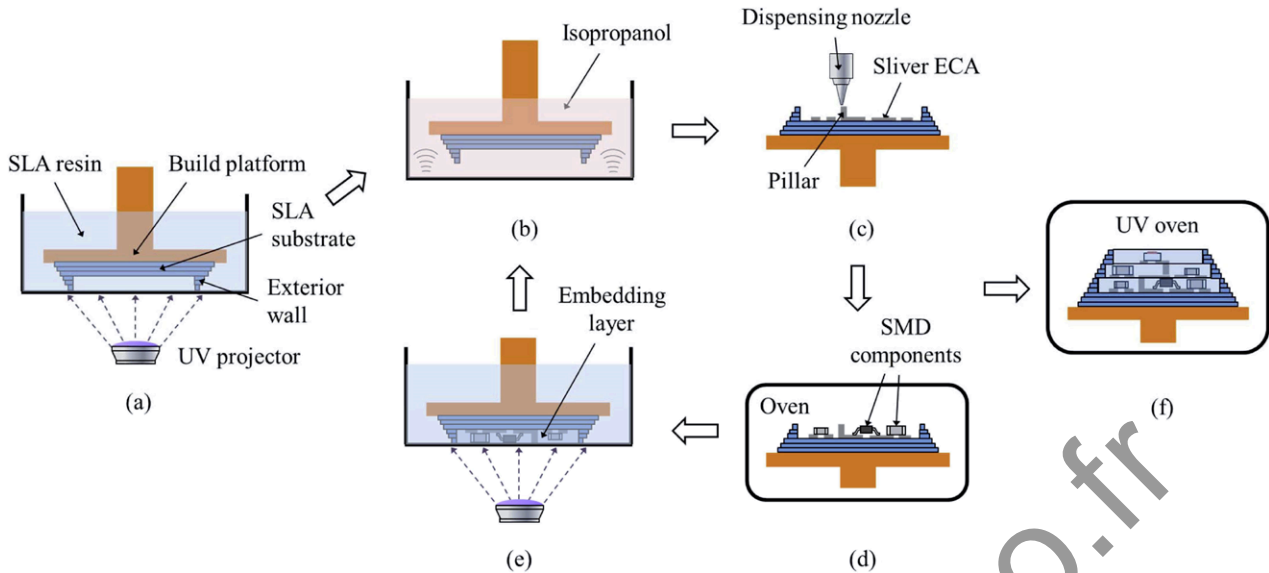 SLA resin
Build platform
SLA
substrate
Exterior
wall
UV projector
(a)
Isopropanol
(b)
Dispensing nozzle
Sliver ECA
Pillar
(c)
SMD
components
Oven
(d)
Embedding
layer
(e)
UV oven
(f)
o.fr